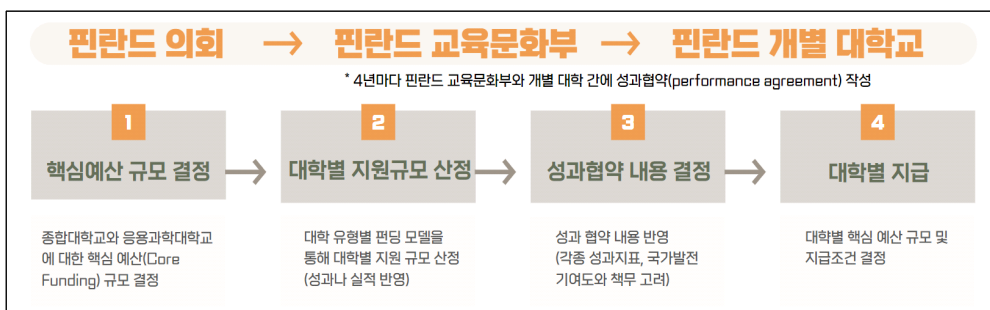 핀란드 의회 → 핀란드 교육문화부 → 핀란드 개별 대학교
* 4년마다 핀란드 교육문화부와 개별 대학 간에 성과협약(performance agreement) 작성
1
핵심예산 규모 결정
종합대학교와 응용과학대학교
에 대한 핵심 예산(Core
Funding) 규모 결정
2
대학별 지원규모 산정
대학 유형별 펀딩 모델을
통해 대학별 지원 규모 산정
(성과나 실적 반영)
3
성과협약 내용 결정
성과 협약 내용 반영
(각종 성과지표, 국가발전
기여도와 책무 고려)
4
대학별 지급
대학별 핵심 예산 규모 및
지급조건 결정